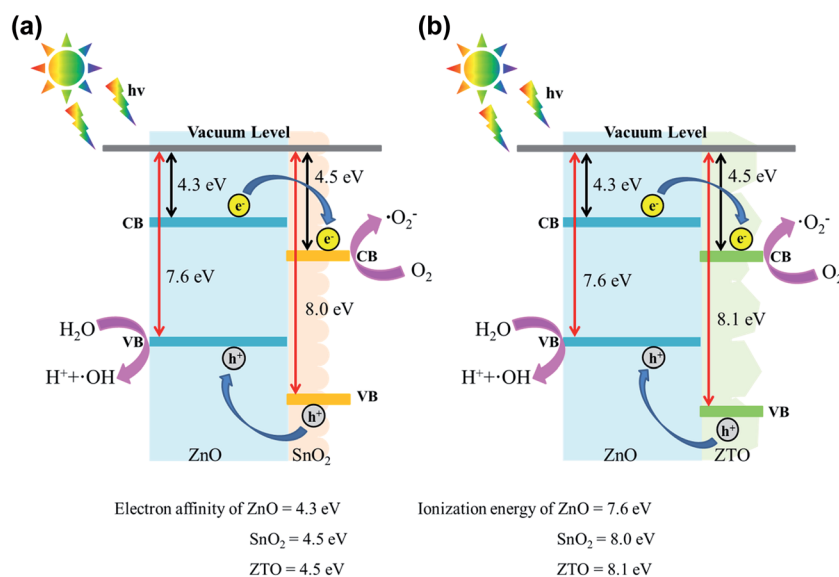 (a)
hν
Vacuum Level
4.3 eV
4.5 eV
e-
e-
·O₂-
CB
CB
O₂
7.6 eV
8.0 eV
H₂O
VB
h+
H++·OH
VB
h+
ZnO
SnO₂
(b)
hν
Vacuum Level
4.3 eV
4.5 eV
e-
e-
·O₂-
CB
CB
O₂
7.6 eV
8.1 eV
H₂O
VB
h+
H++·OH
VB
h+
ZnO
ZTO
Electron affinity of ZnO = 4.3 eV
SnO₂ = 4.5 eV
ZTO = 4.5 eV
Ionization energy of ZnO = 7.6 eV
SnO₂ = 8.0 eV
ZTO = 8.1 eV